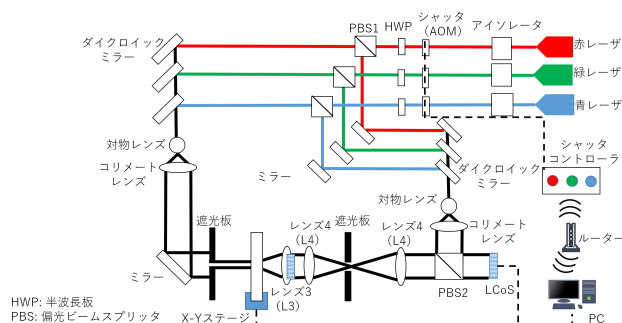 PBS1
HWP
シャッタ
(AOM)
アイソレータ
赤レーザ
緑レーザ
青レーザ
ダイクロイック
ミラー
対物レンズ
コリメート
レンズ
ミラー
ダイクロイック
ミラー
シャッタ
コントローラ
対物レンズ
コリメート
レンズ
ルーター
遮光板
レンズ4
(L4)
遮光板
レンズ4
(L4)
ミラー
レンズ3
(L3)
PBS2
LCoS
X-Yステージ
PC
HWP: 半波長板
PBS: 偏光ビームスプリッタ